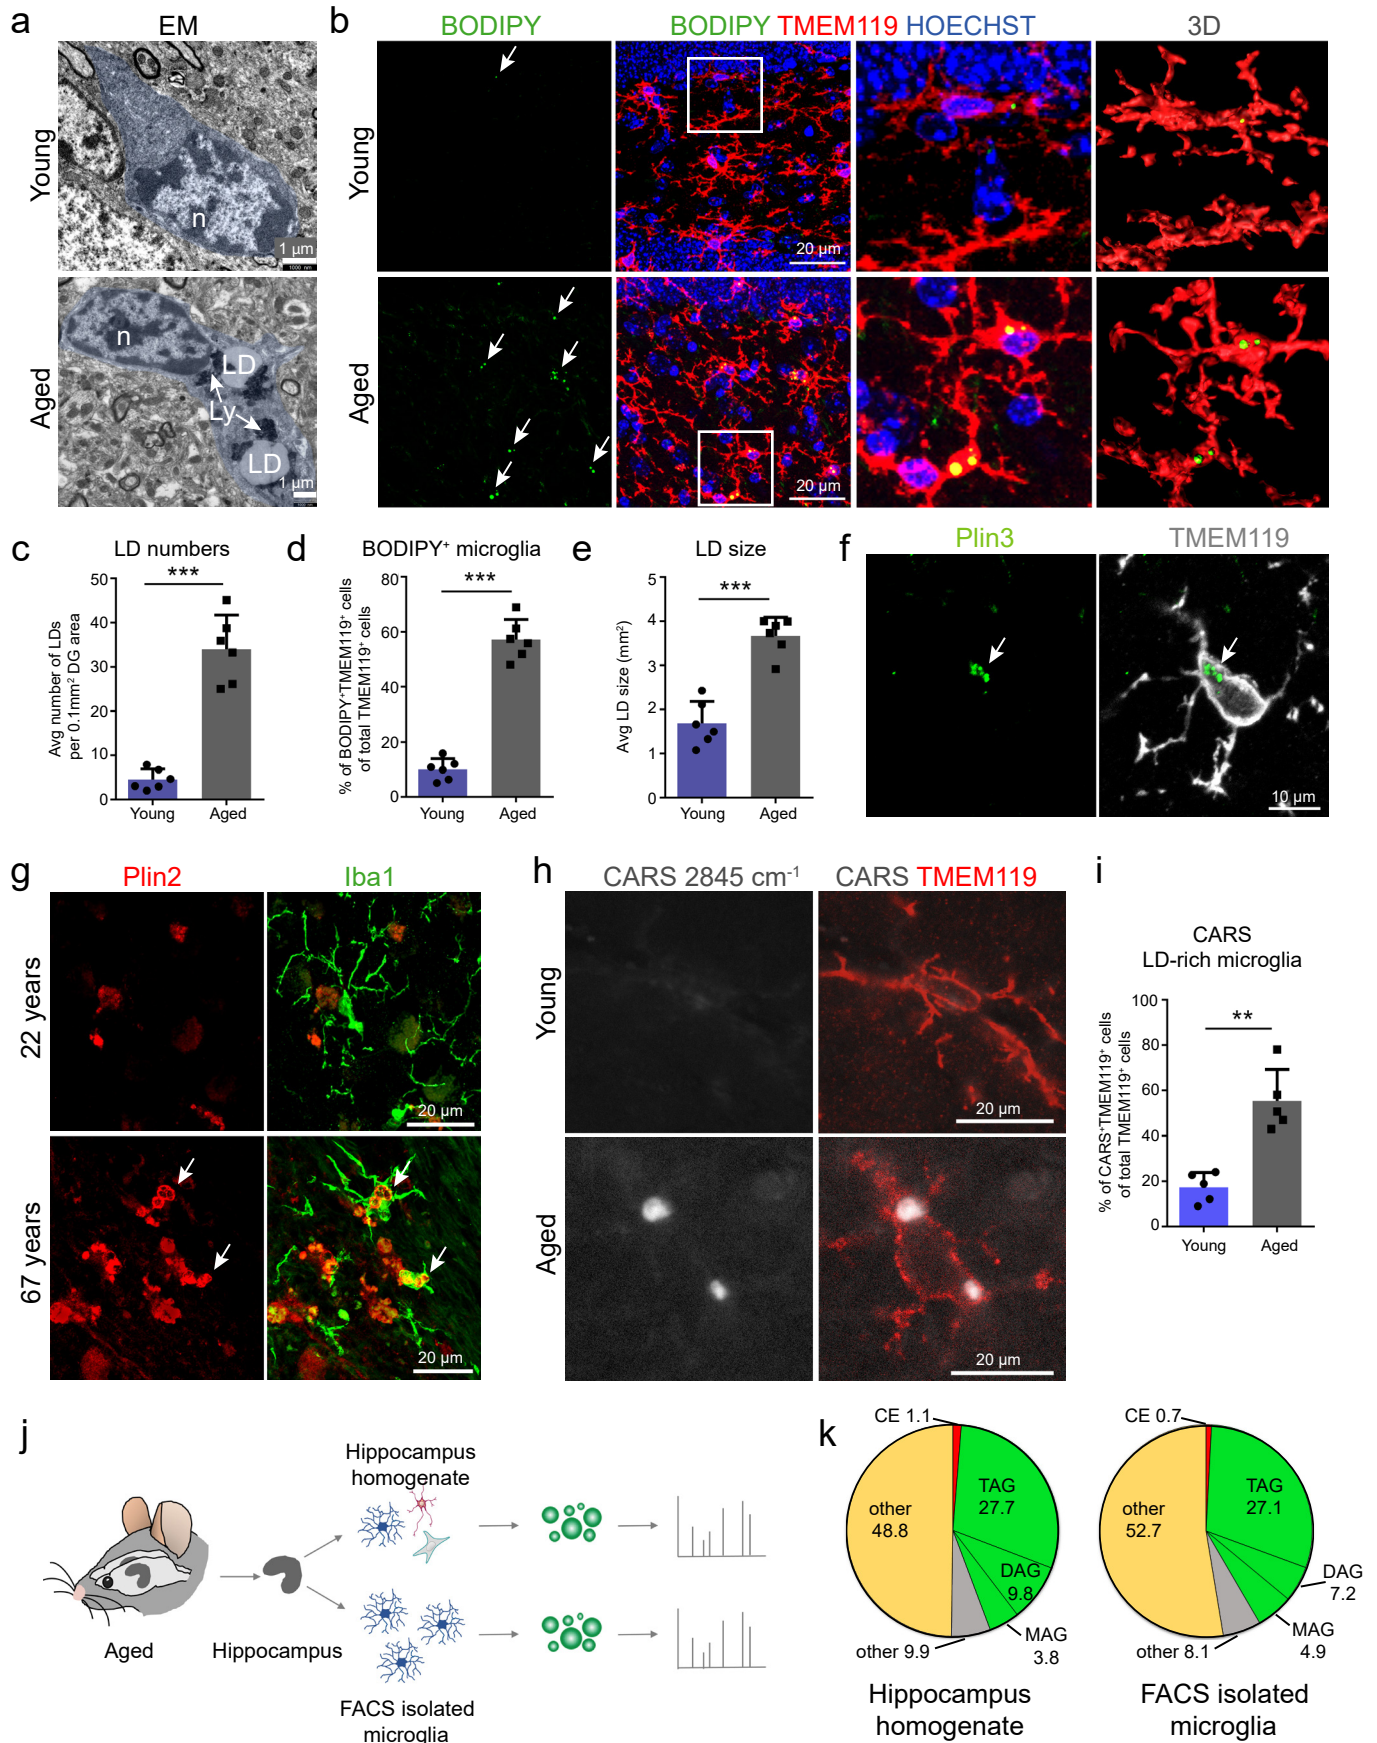 a
EM
Young
n
1 µm
1000 nm
Aged
n
LD
Ly
LD
1 µm
b
BODIPY
BODIPY TMEM119 HOECHST
3D
Young
20 µm
Aged
20 µm
c
LD numbers
***
Avg number of LDs
per 0.1mm² DG area
50
40
30
20
10
0
Young
Aged
d
BODIPY⁺ microglia
***
% of BODIPY⁺TMEM119⁺ cells
of total TMEM119⁺ cells
80
60
40
20
0
Young
Aged
e
LD size
***
Avg LD size (mm²)
5
4
3
2
1
0
Young
Aged
f
Plin3
TMEM119
10 µm
g
Plin2
Iba1
22 years
20 µm
67 years
20 µm
h
CARS 2845 cm⁻¹
CARS TMEM119
Young
20 µm
Aged
20 µm
i
CARS
LD-rich microglia
**
% of CARS⁺TMEM119⁺ cells
of total TMEM119⁺ cells
100
80
60
40
20
0
Young
Aged
j
Aged
Hippocampus
Hippocampus
homogenate
FACS isolated
microglia
k
CE 1.1
TAG
27.7
DAG
9.8
MAG
3.8
other 9.9
other
48.8
Hippocampus
homogenate
CE 0.7
TAG
27.1
DAG
7.2
MAG
4.9
other 8.1
other
52.7
FACS isolated
microglia